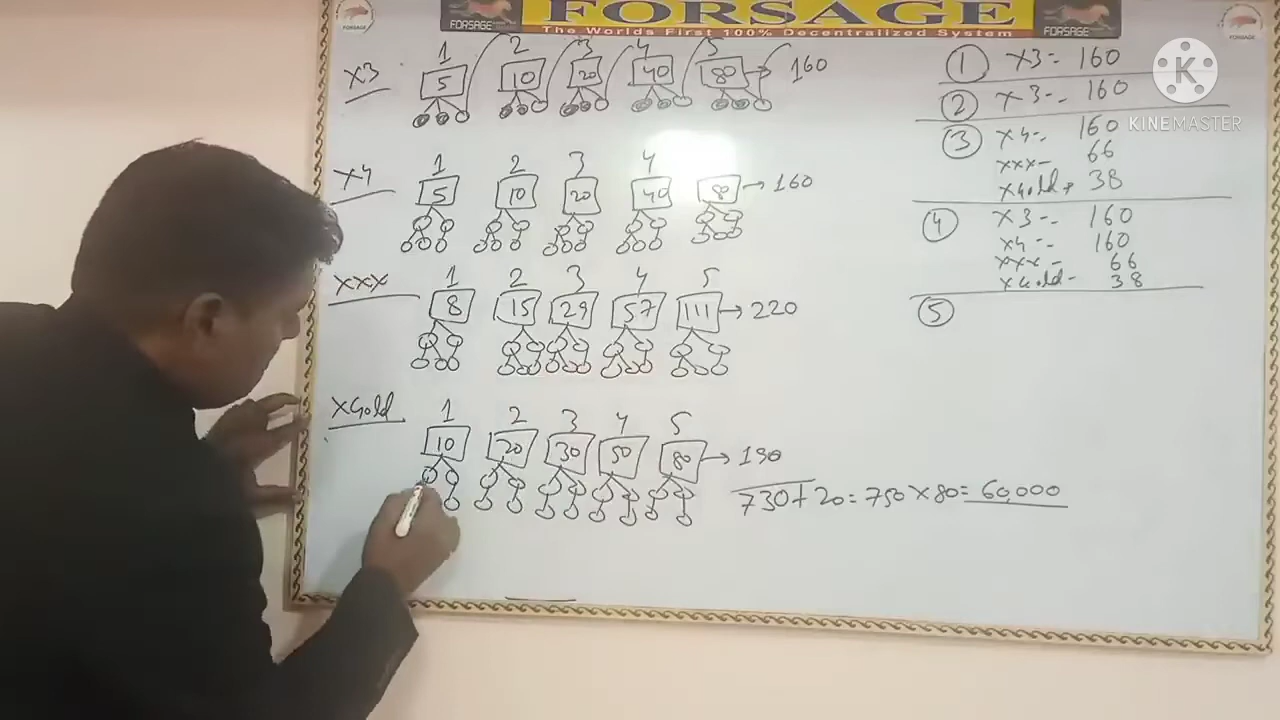 FORSAGE
FORSAGE
FORSAGE
FORSAGE
FORSAGE
The Worlds First 100% Decentralized System
K
KINEMASTER
x3
1 2 3 4 5
5 10 20 40 80 160
x4
1 2 3 4
5 10 20 40 80 → 160
xxx
1 2 3 4 5
8 15 29 57 111 → 220
xGold
1 2 3 4 5
10 20 30 50 80 → 190
730+20=750×80=60,000
① x3- 160
② x3-- 160
③ x4-- 160
xxx- 66
xGold, 38
④ x3-- 160
x4-- 160
xxx- 66
xGold- 38
⑤